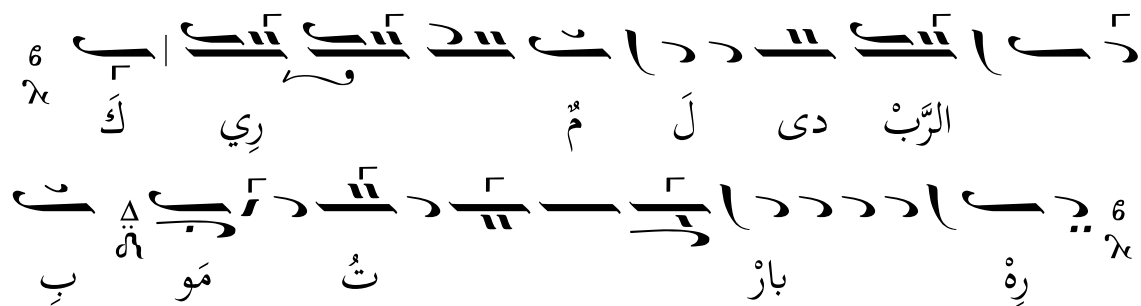 الرَّبْ دى لَ مٌ رِي كَ
رِهْ بارْ تُ مَو بِ